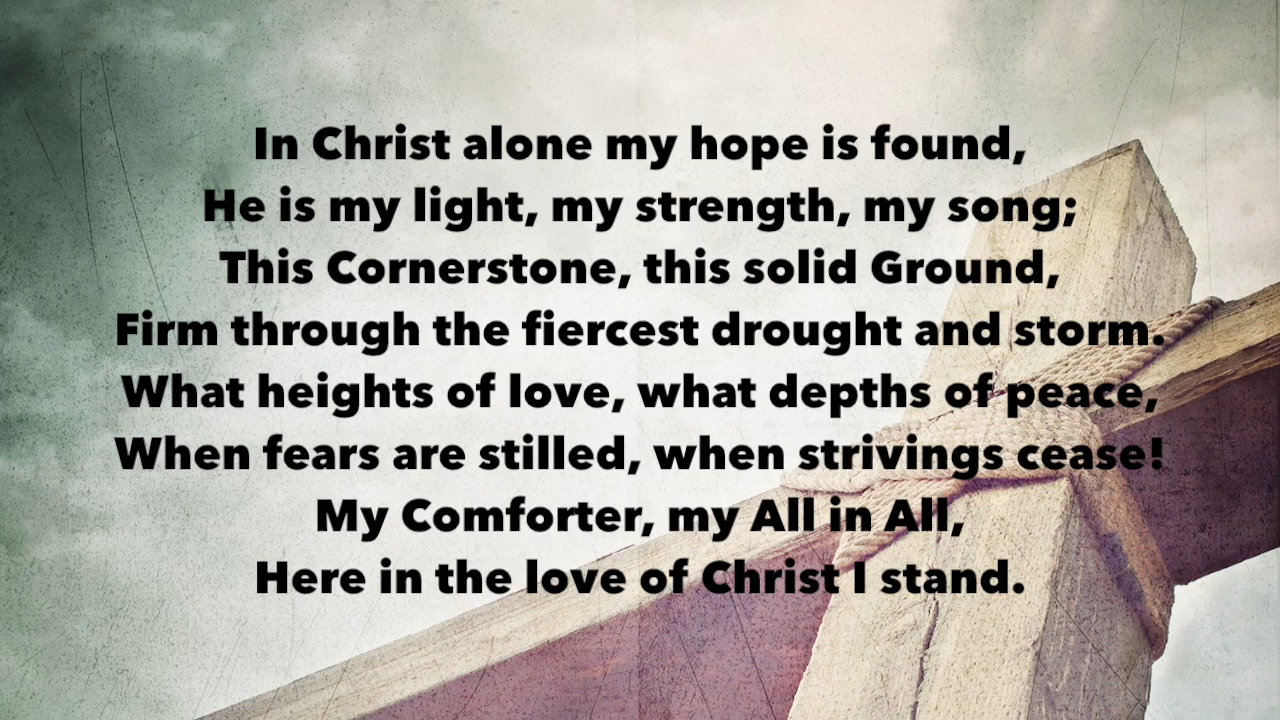 In Christ alone my hope is found,
He is my light, my strength, my song;
This Cornerstone, this solid Ground,
Firm through the fiercest drought and storm.
What heights of love, what depths of peace,
When fears are stilled, when strivings cease!
My Comforter, my All in All,
Here in the love of Christ I stand.